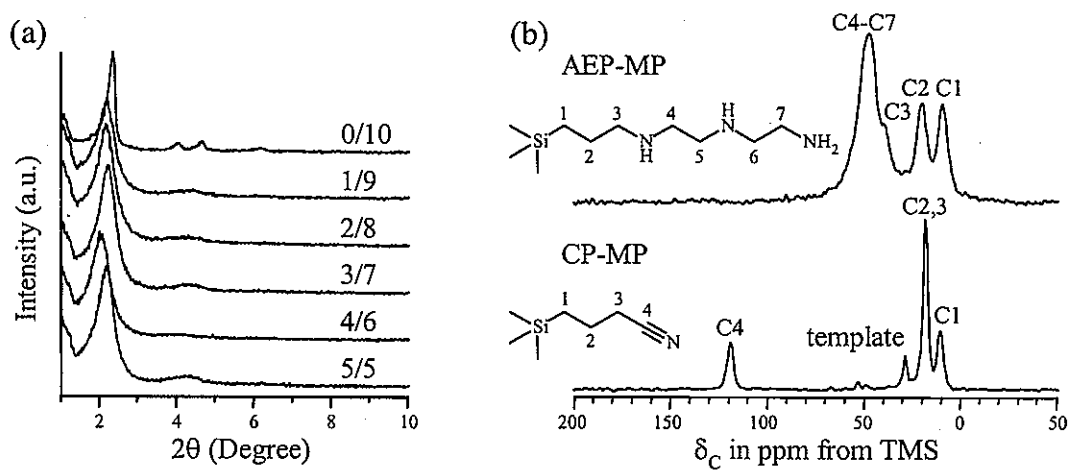 (a)
Intensity (a.u.)
0/10
1/9
2/8
3/7
4/6
5/5
2 4 6 8 10
2θ (Degree)
(b)
AEP-MP
C4-C7
C3
C2
C1
1 3 4 H N 7
Si 2 N H 5 6 NH2
CP-MP
C2,3
1 3 4
Si 2 N
C4
template
C1
200 150 100 50 0 50
δC in ppm from TMS